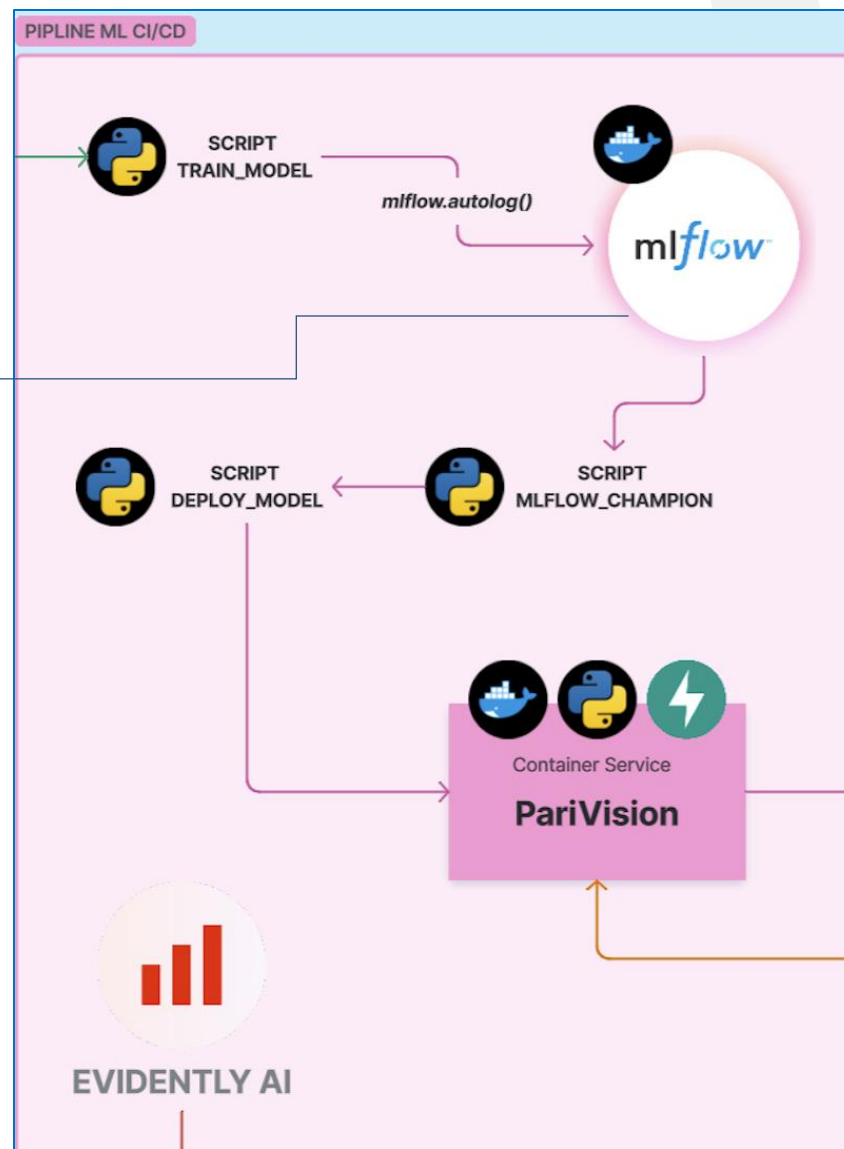 PIPLINE ML CI/CD
SCRIPT
TRAIN_MODEL
mlflow.autolog()
mlflow
SCRIPT
DEPLOY_MODEL
SCRIPT
MLFLOW_CHAMPION
Container Service
PariVision
EVIDENTLY AI